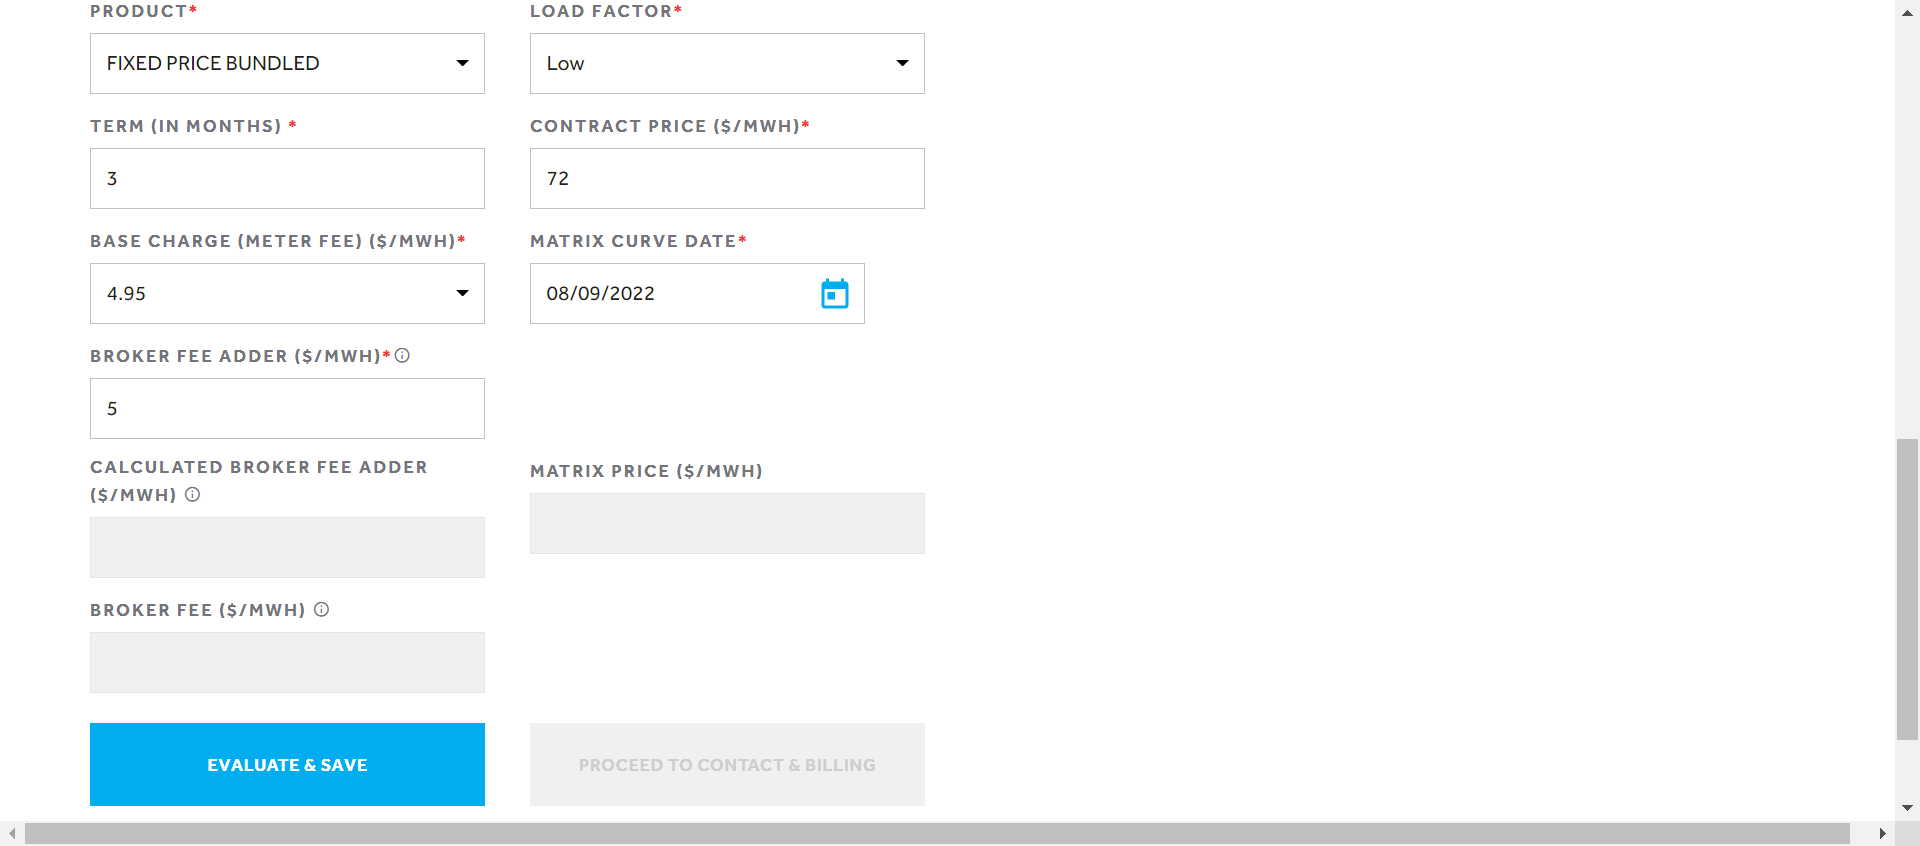 PRODUCT*
LOAD FACTOR*
FIXED PRICE BUNDLED
Low
TERM (IN MONTHS) *
CONTRACT PRICE ($/MWH)*
3
72
BASE CHARGE (METER FEE) ($/MWH)*
MATRIX CURVE DATE*
4.95
08/09/2022
BROKER FEE ADDER ($/MWH)*
5
CALCULATED BROKER FEE ADDER
($/MWH)
MATRIX PRICE ($/MWH)
BROKER FEE ($/MWH)
EVALUATE & SAVE
PROCEED TO CONTACT & BILLING